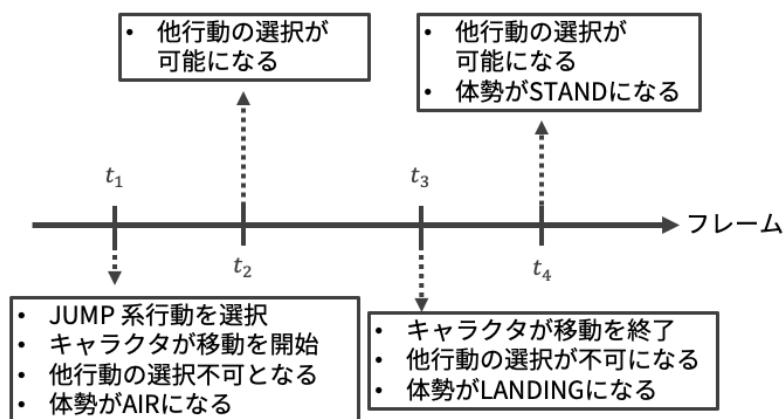 • 他行動の選択が
可能になる
• 他行動の選択が
可能になる
• 体勢がSTANDになる
t1
t3
フレーム
t2
t4
• JUMP 系行動を選択
• キャラクタが移動を開始
• 他行動の選択不可となる
• 体勢がAIRになる
• キャラクタが移動を終了
• 他行動の選択が不可になる
• 体勢がLANDINGになる